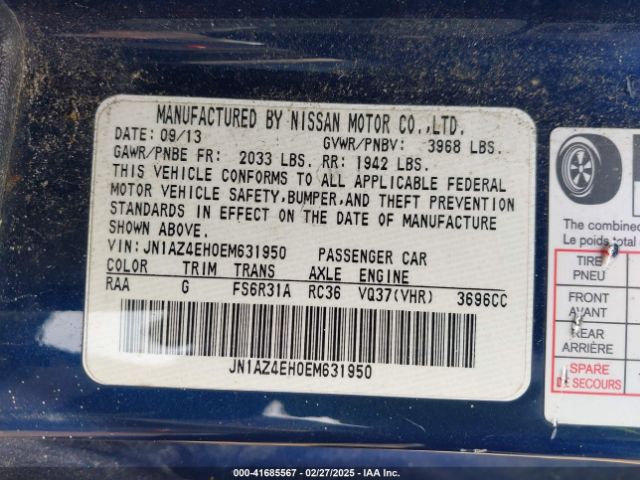 MANUFACTURED BY NISSAN MOTOR CO.,LTD.
DATE: 09/13 GVWR/PNBV: 3968 LBS.
GAWR/PNBE FR: 2033 LBS. RR: 1942 LBS.
THIS VEHICLE CONFORMS TO ALL APPLICABLE FEDERAL
MOTOR VEHICLE SAFETY,BUMPER,AND THEFT PREVENTION
STANDARDS IN EFFECT ON THE DATE OF MANUFACTURE
SHOWN ABOVE.
VIN: JN1AZ4EH0EM631950 PASSENGER CAR
COLOR TRIM TRANS AXLE ENGINE
RAA G FS6R31A RC36 VQ37(VHR) 3696CC
JN1AZ4EH0EM631950
The combined
Le poids total
TIRE
PNEU
FRONT
AVANT
REAR
ARRIÈRE
SPARE
DE SECOURS
000-41685567 • 02/27/2025 • IAA Inc.